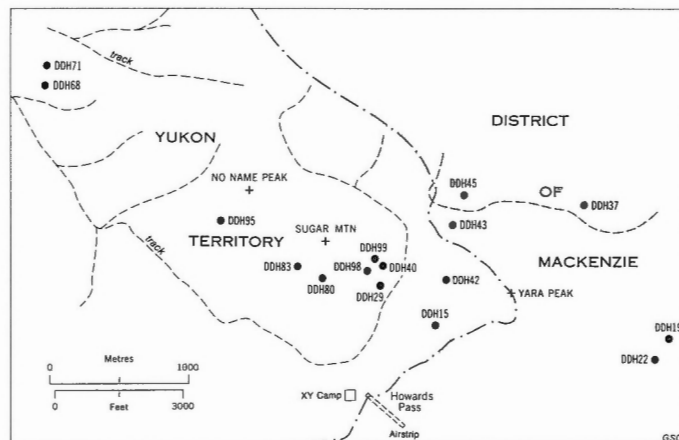 track
DDH71
DDH68
YUKON
DISTRICT
NO NAME PEAK
DDH45
OF
DDH37
DDH95
DDH43
SUGAR MTN
TERRITORY
DDH99
MACKENZIE
DDH83
DDH98
DDH40
track
DDH80
DDH29
DDH42
YARA PEAK
DDH15
DDH19
DDH22
Metres
0 1000
0 3000
Feet
XY Camp
Howards
Pass
Airstrip
GSC